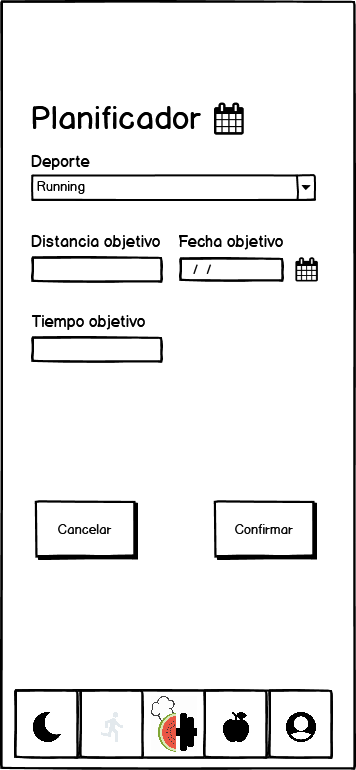 Planificador
Deporte
Running
Distancia objetivo Fecha objetivo
/ /
Tiempo objetivo
Cancelar Confirmar